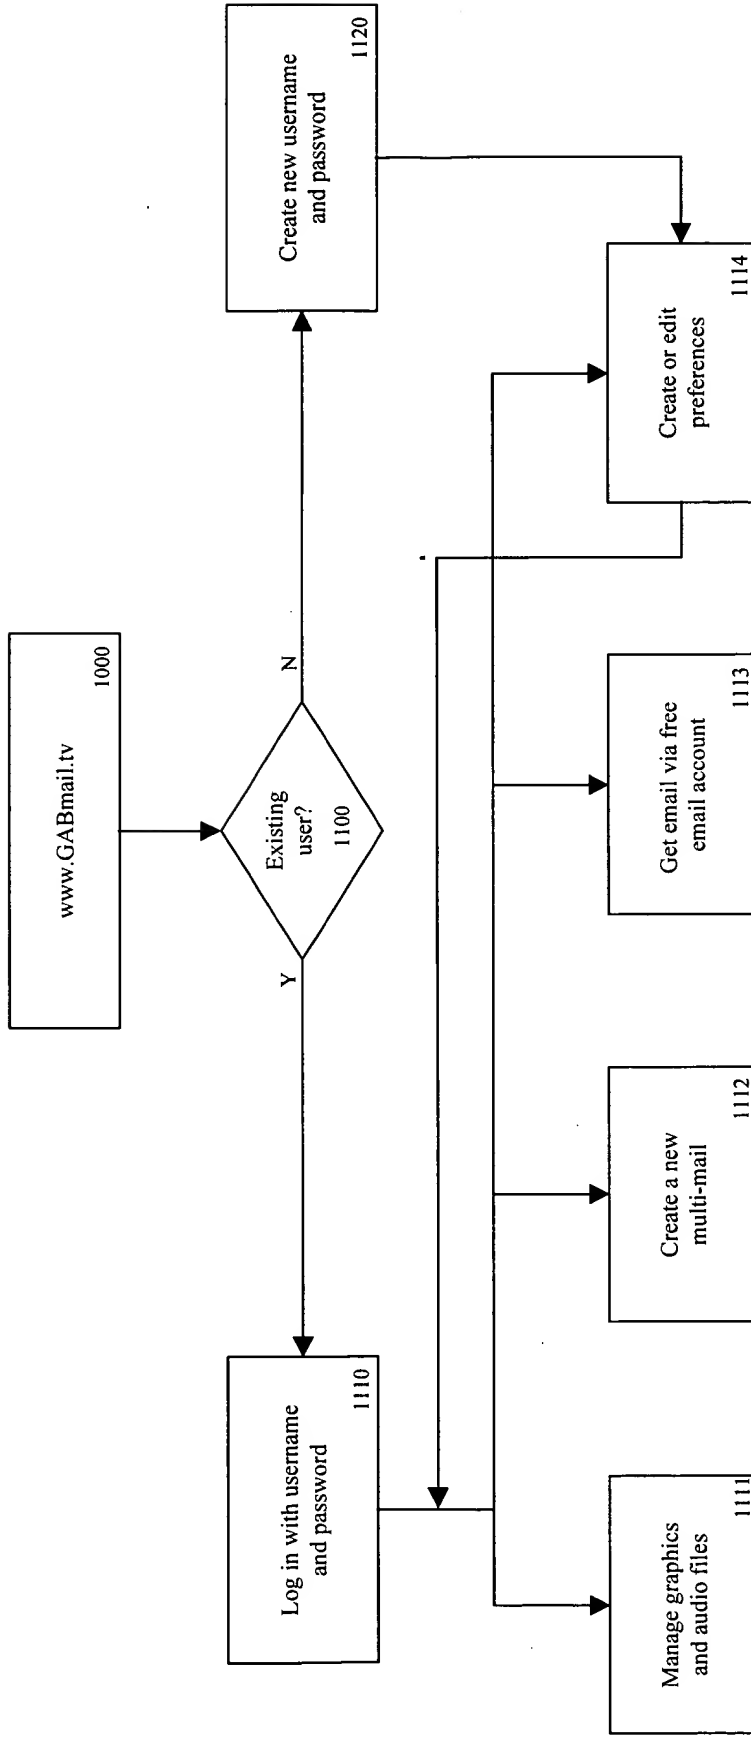 www.GABmail.tv
1000
Existing
user?
1100
Y
N
Log in with username
and password
1110
Create new username
and password
1120
Manage graphics
and audio files
1111
Create a new
multi-mail
1112
Get email via free
email account
1113
Create or edit
preferences
1114